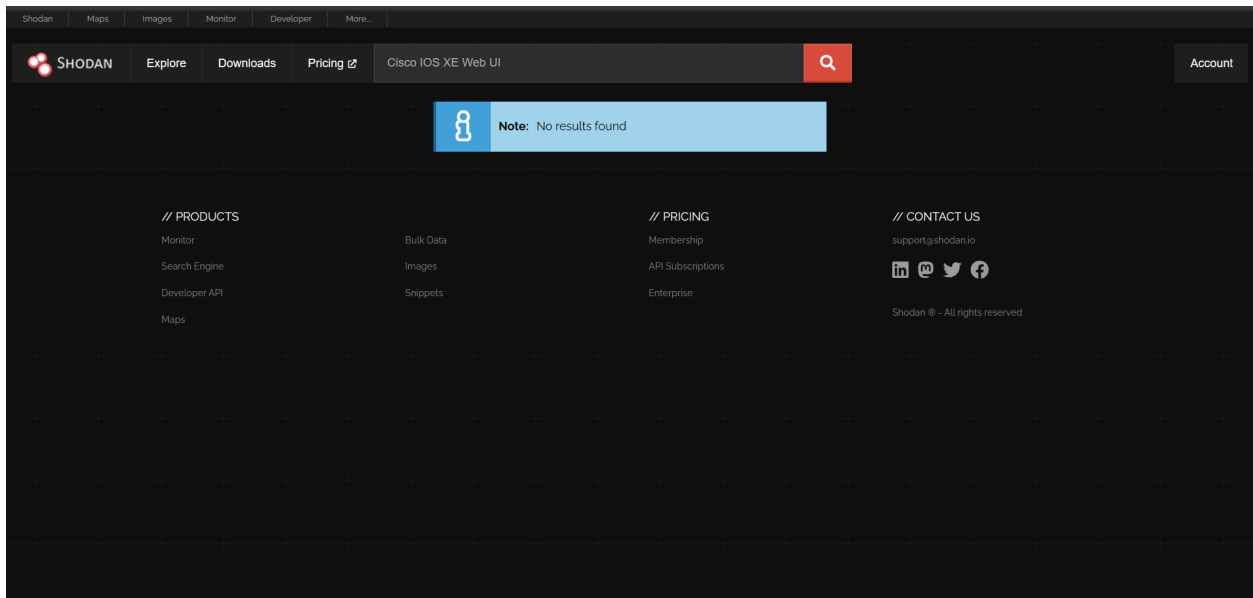 Shodan Maps Images Monitor Developer More...
SHODAN Explore Downloads Pricing Cisco IOS XE Web UI Account
Note: No results found
// PRODUCTS
Monitor
Search Engine
Developer API
Maps
Bulk Data
Images
Snippets
// PRICING
Membership
API Subscriptions
Enterprise
// CONTACT US
support@shodan.io
Shodan ® - All rights reserved